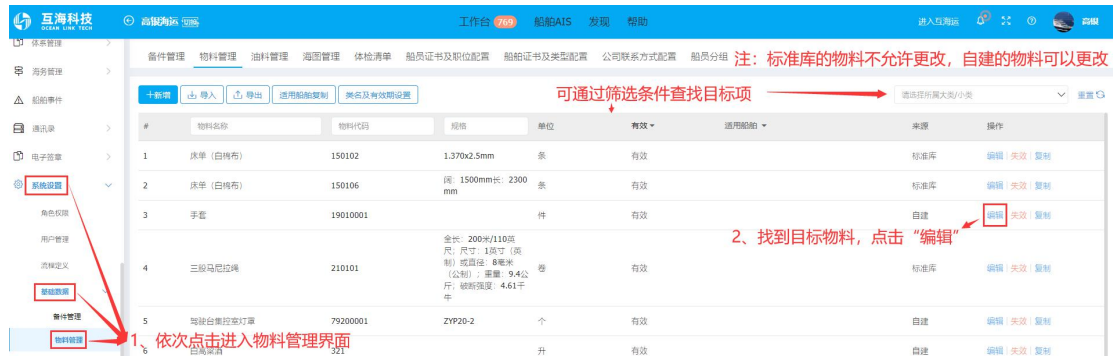 互海科技
OCEAN LINK TECH
高银海运
工作台 769 船舶AIS 发现 帮助
进入互海运
高银
体系管理
海务管理
船舶事件
通讯录
电子签章
系统设置
角色权限
用户管理
流程定义
基础数据
备件管理
物料管理
备件管理 物料管理 油料管理 海图管理 体检清单 船员证书及职位配置 船舶证书及类型配置 公司联系方式配置 船员分组
注：标准库的物料不允许更改，自建的物料可以更改
+新增 导入 导出 适用船舶复制 类名及有效期设置
可通过筛选条件查找目标项
请选择所属大类/小类
重置
# 物料名称 物料代码 规格 单位 有效 适用船舶 来源 操作
1 床单（白棉布） 150102 1.370x2.5mm 条 有效 标准库 编辑 失效 复制
2 床单（白棉布） 150106 阔：1500mm长：2300mm 条 有效 标准库 编辑 失效 复制
3 手套 19010001 件 有效 自建 编辑 失效 复制
2、找到目标物料，点击“编辑”
4 三股马尼拉绳 210101
全长：200米/110英
尺；尺寸：1英寸（英
制）或直径：8毫米
（公制）；重量：9.4公
斤；破断强度：4.61千
牛
卷 有效 标准库 编辑 失效 复制
5 驾驶台集控室灯罩 79200001 ZYP20-2 个 有效 自建 编辑 失效 复制
1、依次点击进入物料管理界面
6 白高粱酒 321 升 有效 自建 编辑 失效 复制